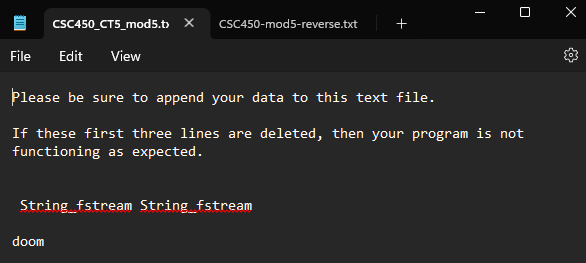 CSC450_CT5_mod5.tx
CSC450-mod5-reverse.txt
File Edit View
Please be sure to append your data to this text file.
If these first three lines are deleted, then your program is not
functioning as expected.
String_fstream String_fstream
doom